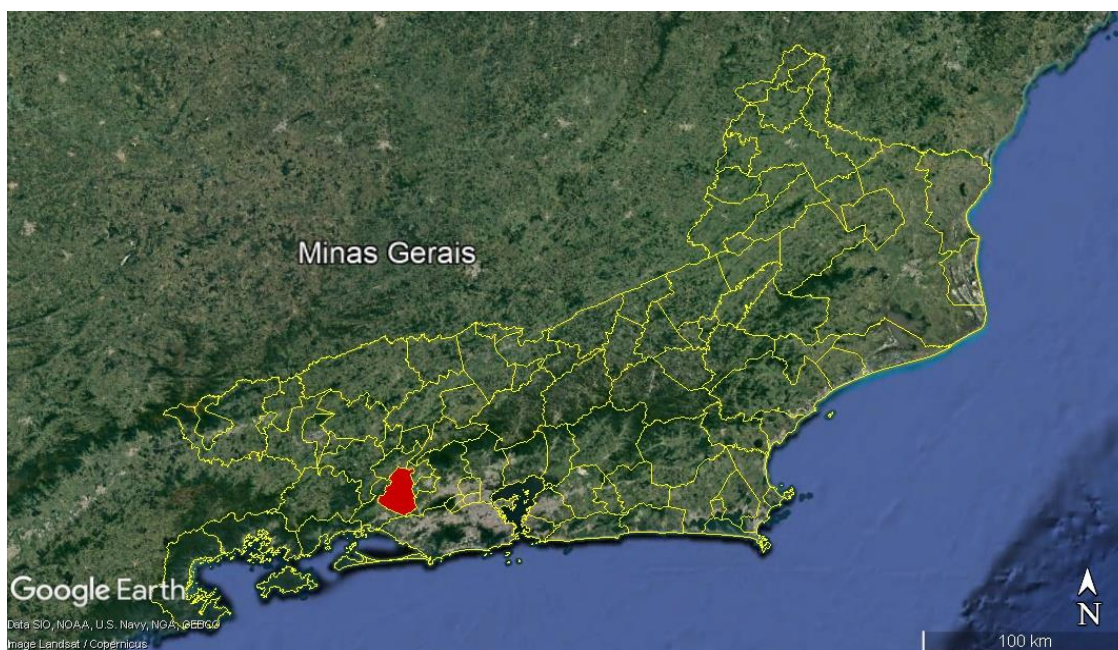 Minas Gerais
Google Earth
Data SIO, NOAA, U.S. Navy, NGA, GEBCO
Image Landsat / Copernicus
N
100 km